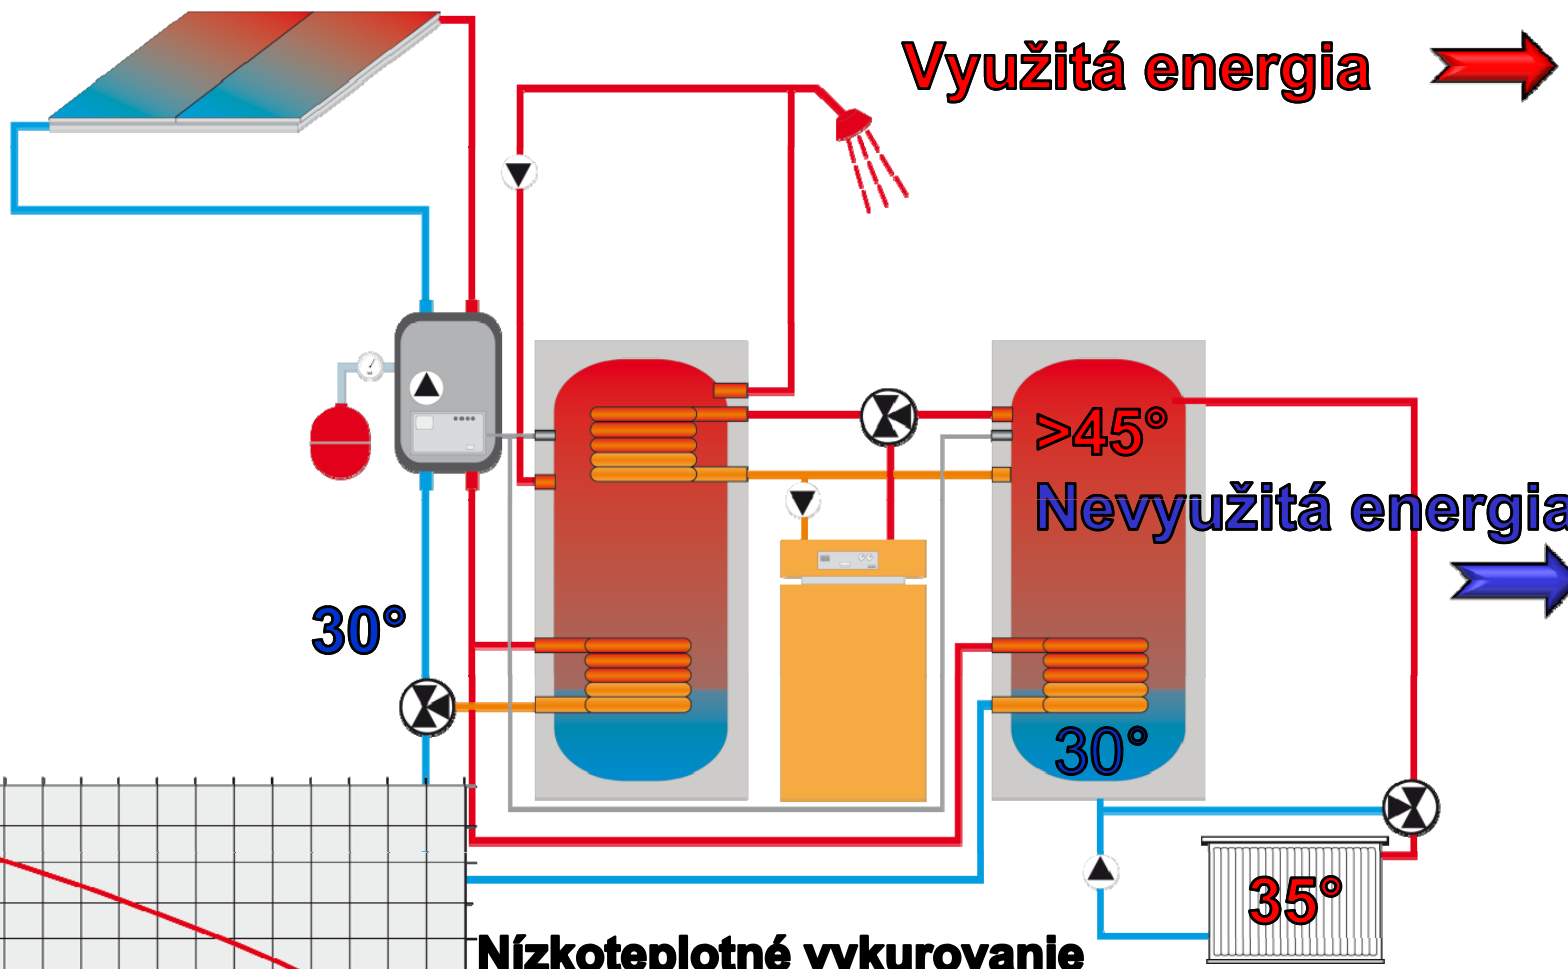 Využitá energia
>45°
Nevyužitá energia
30°
30°
35°
Nízkoteplotné vykurovanie